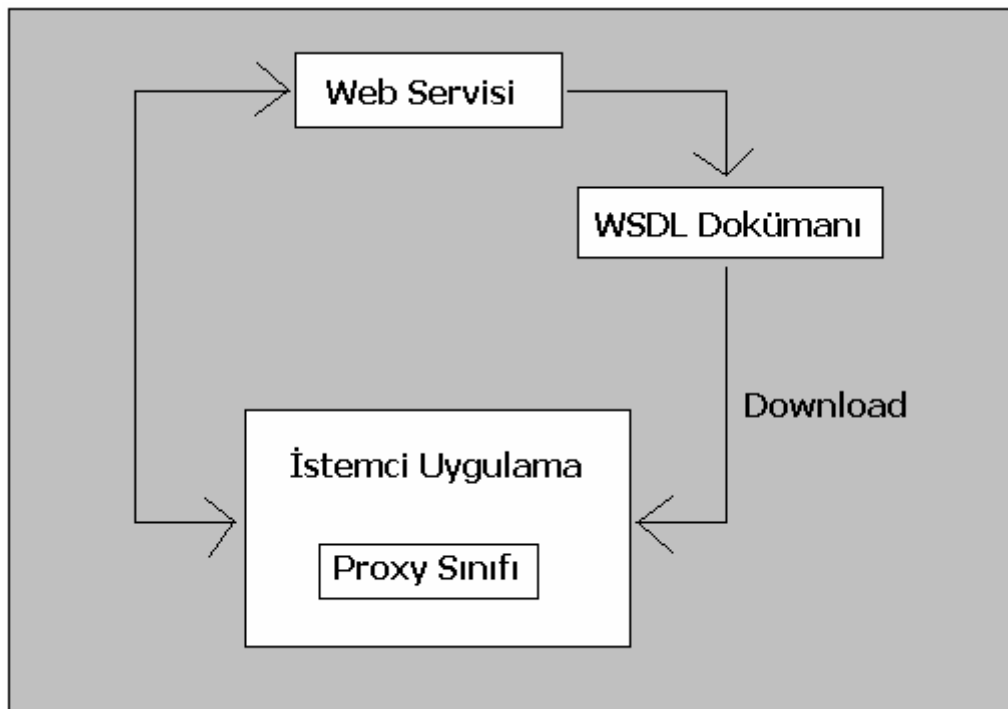 Web Servisi
WSDL Dokümanı
Download
İstemci Uygulama
Proxy Sınıfı